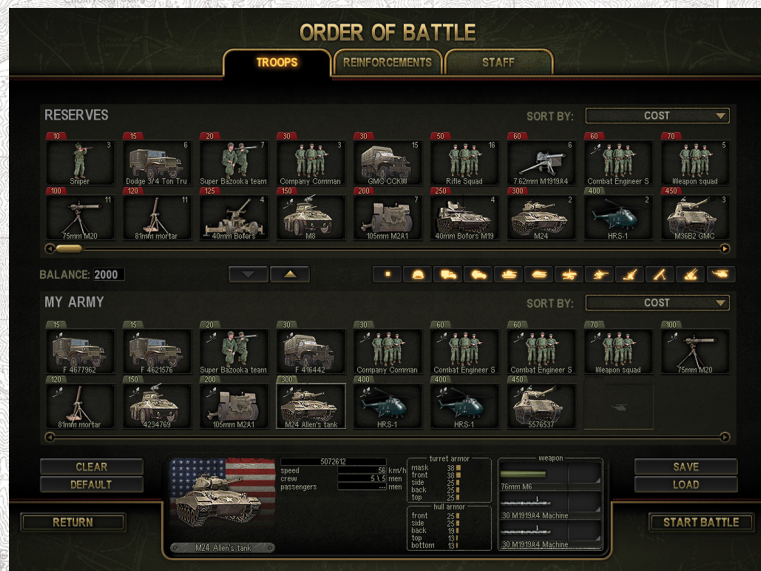 ORDER OF BATTLE
TROOPS REINFORCEMENTS STAFF
RESERVES SORT BY: COST
10 15 20 30 30 50 60 60 70
3 6 7 3 15 16 6 5
Sniper Dodge 3/4 Ton Tru Super Bazooka team Company Comman GMC CCKW Rifle Squad 7.62mm M1919A4 Combat Engineer S Weapon squad
100 120 125 150 200 250 300 400 450
11 11 4 7 4 2 2 3
75mm M20 81mm mortar 40mm Bofors M8 105mm M2A1 40mm Bofors M19 M24 HRS-1 M36B2 GMC
BALANCE: 2000
MY ARMY SORT BY: COST
15 15 20 30 30 60 60 70 100
F 4677962 F 4621576 Super Bazooka team F 416442 Company Comman Combat Engineer S Combat Engineer S Weapon squad 75mm M20
120 150 200 300 400 400 450
81mm mortar 4234769 105mm M2A1 M24 Allen's tank HRS-1 HRS-1 5576537
CLEAR
DEFAULT
RETURN
M24 Allen's tank
5072612
speed 56 km/h
crew 5 \ 5 men
passengers --- men
turret armor
mask 38
front 38
side 25
back 25
top 25
hull armor
front 25
side 25
back 19
top 13
bottom 13
weapon
76mm M6
.30 M1919A4 Machine
.30 M1919A4 Machine
SAVE
LOAD
START BATTLE